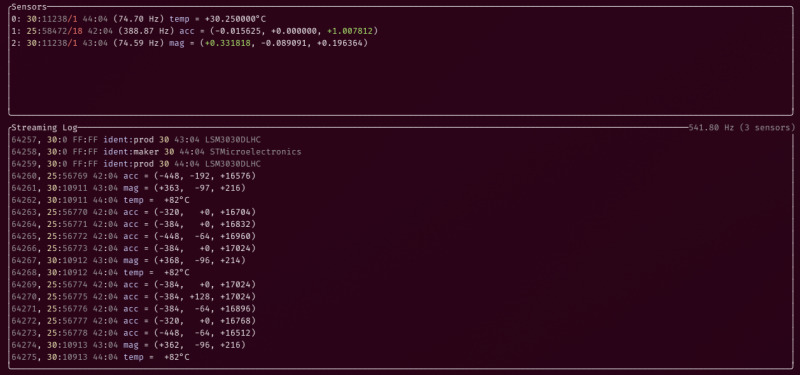 Sensors
0: 30:11238/1 44:04 (74.70 Hz) temp = +30.250000°C
1: 25:58472/18 42:04 (388.87 Hz) acc = (-0.015625, +0.000000, +1.007812)
2: 30:11238/1 43:04 (74.59 Hz) mag = (+0.331818, -0.089091, +0.196364)
Streaming Log 541.80 Hz (3 sensors)
64257, 30:0 FF:FF ident:prod 30 43:04 LSM3030DLHC
64258, 30:0 FF:FF ident:maker 30 44:04 STMicroelectronics
64259, 30:0 FF:FF ident:prod 30 44:04 LSM3030DLHC
64260, 25:56769 42:04 acc = (-448, -192, +16576)
64261, 30:10911 43:04 mag = (+363,  -97, +216)
64262, 30:10911 44:04 temp =  +82°C
64263, 25:56770 42:04 acc = (-320,   +0, +16704)
64264, 25:56771 42:04 acc = (-384,   +0, +16832)
64265, 25:56772 42:04 acc = (-448,  -64, +16960)
64266, 25:56773 42:04 acc = (-384,   +0, +17024)
64267, 30:10912 43:04 mag = (+368,  -96, +214)
64268, 30:10912 44:04 temp =  +82°C
64269, 25:56774 42:04 acc = (-384,   +0, +17024)
64270, 25:56775 42:04 acc = (-384, +128, +17024)
64271, 25:56776 42:04 acc = (-384,  -64, +16896)
64272, 25:56777 42:04 acc = (-320,   +0, +16768)
64273, 25:56778 42:04 acc = (-448,  -64, +16512)
64274, 30:10913 43:04 mag = (+362,  -96, +216)
64275, 30:10913 44:04 temp =  +82°C